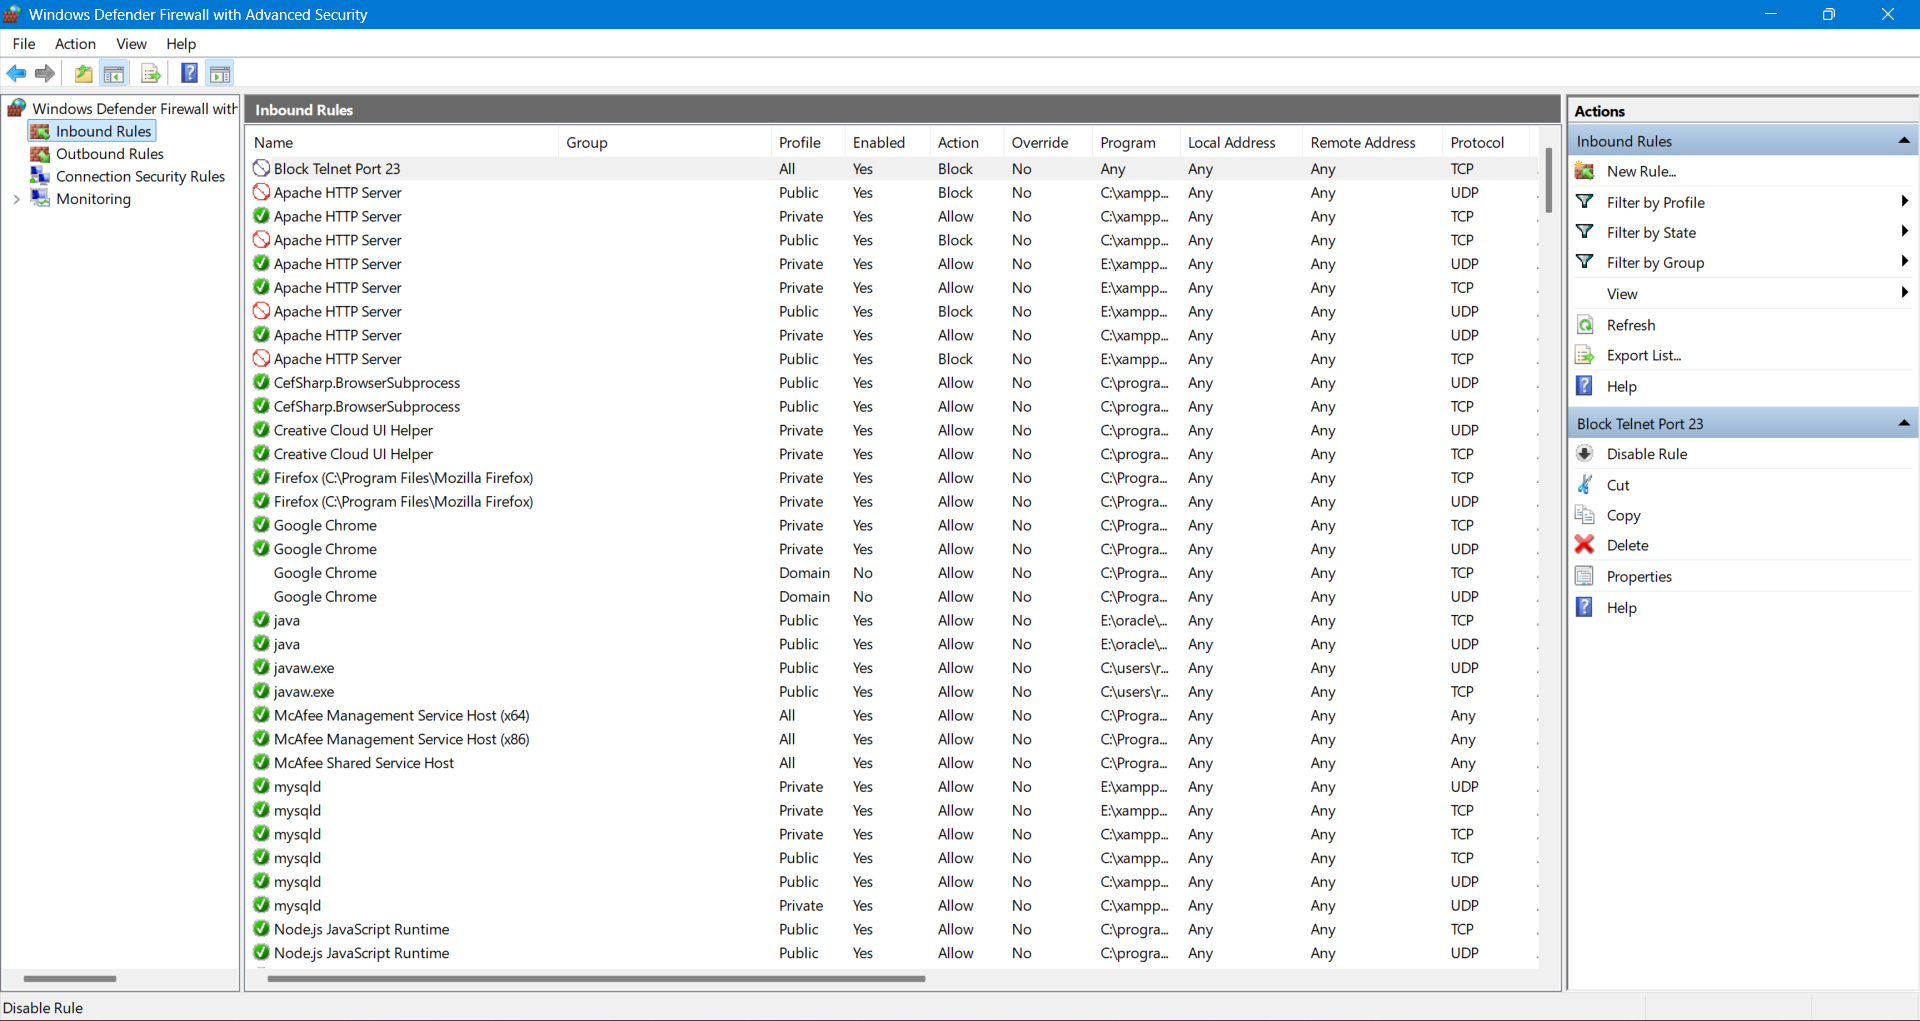 Windows Defender Firewall with Advanced Security
File Action View Help
Windows Defender Firewall with
Inbound Rules
Outbound Rules
Connection Security Rules
Monitoring
Inbound Rules
Name Group Profile Enabled Action Override Program Local Address Remote Address Protocol
Block Telnet Port 23 All Yes Block No Any Any Any TCP
Apache HTTP Server Public Yes Block No C:\xampp... Any Any UDP
Apache HTTP Server Private Yes Allow No C:\xampp... Any Any TCP
Apache HTTP Server Public Yes Block No C:\xampp... Any Any TCP
Apache HTTP Server Private Yes Allow No E:\xampp... Any Any UDP
Apache HTTP Server Private Yes Allow No E:\xampp... Any Any TCP
Apache HTTP Server Public Yes Block No E:\xampp... Any Any UDP
Apache HTTP Server Private Yes Allow No C:\xampp... Any Any UDP
Apache HTTP Server Public Yes Block No E:\xampp... Any Any TCP
CefSharp.BrowserSubprocess Public Yes Allow No C:\progra... Any Any UDP
CefSharp.BrowserSubprocess Public Yes Allow No C:\progra... Any Any TCP
Creative Cloud UI Helper Private Yes Allow No C:\progra... Any Any UDP
Creative Cloud UI Helper Private Yes Allow No C:\progra... Any Any TCP
Firefox (C:\Program Files\Mozilla Firefox) Private Yes Allow No C:\Progra... Any Any TCP
Firefox (C:\Program Files\Mozilla Firefox) Private Yes Allow No C:\Progra... Any Any UDP
Google Chrome Private Yes Allow No C:\Progra... Any Any TCP
Google Chrome Private Yes Allow No C:\Progra... Any Any UDP
Google Chrome Domain No Allow No C:\Progra... Any Any TCP
Google Chrome Domain No Allow No C:\Progra... Any Any UDP
java Public Yes Allow No E:\oracle\... Any Any TCP
java Public Yes Allow No E:\oracle\... Any Any UDP
javaw.exe Public Yes Allow No C:\users\r... Any Any UDP
javaw.exe Public Yes Allow No C:\users\r... Any Any TCP
McAfee Management Service Host (x64) All Yes Allow No C:\Progra... Any Any Any
McAfee Management Service Host (x86) All Yes Allow No C:\Progra... Any Any Any
McAfee Shared Service Host All Yes Allow No C:\Progra... Any Any Any
mysqld Private Yes Allow No E:\xampp... Any Any UDP
mysqld Private Yes Allow No E:\xampp... Any Any TCP
mysqld Private Yes Allow No C:\xampp... Any Any TCP
mysqld Public Yes Allow No C:\xampp... Any Any TCP
mysqld Public Yes Allow No C:\xampp... Any Any UDP
mysqld Private Yes Allow No C:\xampp... Any Any UDP
Node.js JavaScript Runtime Public Yes Allow No C:\progra... Any Any TCP
Node.js JavaScript Runtime Public Yes Allow No C:\progra... Any Any UDP
Actions
Inbound Rules
New Rule...
Filter by Profile
Filter by State
Filter by Group
View
Refresh
Export List...
Help
Block Telnet Port 23
Disable Rule
Cut
Copy
Delete
Properties
Help
Disable Rule